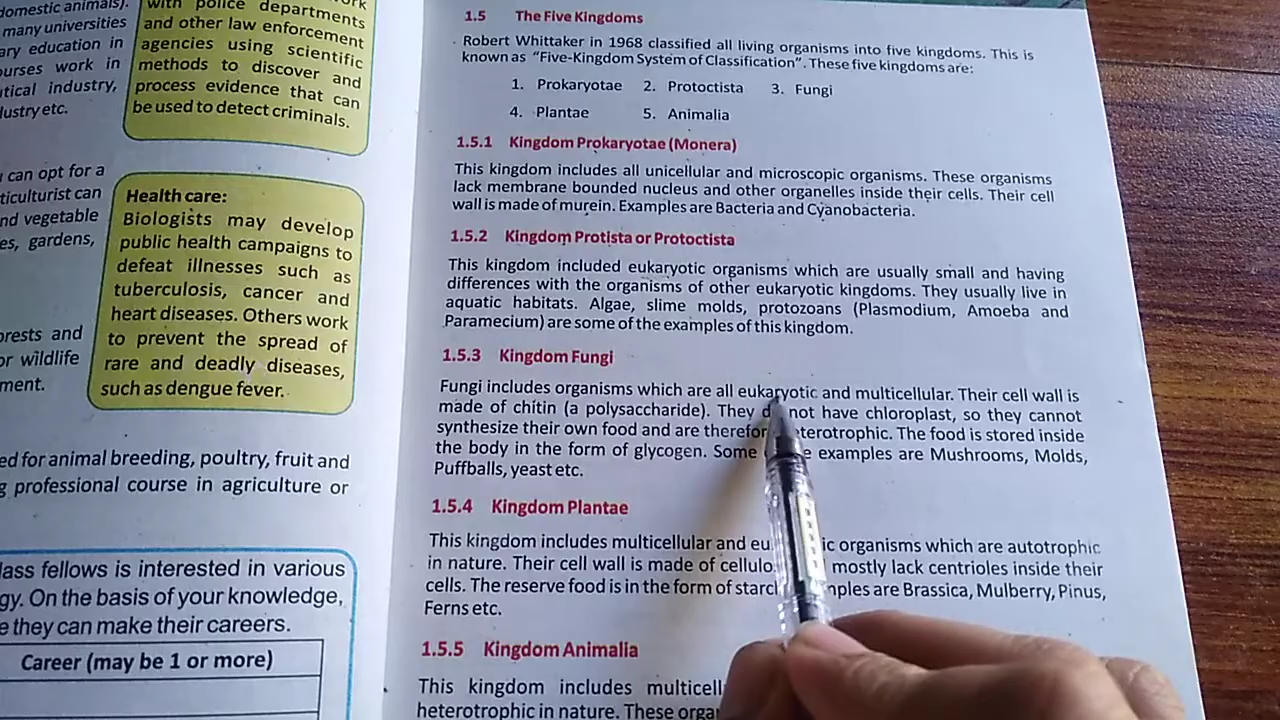 domestic animals).
many universities
ary education in
ourses work in
utical industry,
dustry etc.
with police departments
and other law enforcement
agencies using scientific
methods to discover and
process evidence that can
be used to detect criminals.
can opt for a
ticulturist can
nd vegetable
es, gardens,
Health care:
Biologists may develop
public health campaigns to
defeat illnesses such as
tuberculosis, cancer and
heart diseases. Others work
to prevent the spread of
rare and deadly diseases,
such as dengue fever.
orests and
or wildlife
ment.
ed for animal breeding, poultry, fruit and
g professional course in agriculture or
lass fellows is interested in various
gy. On the basis of your knowledge,
e they can make their careers.
Career (may be 1 or more)
1.5 The Five Kingdoms
Robert Whittaker in 1968 classified all living organisms into five kingdoms. This is
known as “Five-Kingdom System of Classification”. These five kingdoms are:
1. Prokaryotae 2. Protoctista 3. Fungi
4. Plantae 5. Animalia
1.5.1 Kingdom Prokaryotae (Monera)
This kingdom includes all unicellular and microscopic organisms. These organisms
lack membrane bounded nucleus and other organelles inside their cells. Their cell
wall is made of murein. Examples are Bacteria and Cyanobacteria.
1.5.2 Kingdom Protista or Protoctista
This kingdom included eukaryotic organisms which are usually small and having
differences with the organisms of other eukaryotic kingdoms. They usually live in
aquatic habitats. Algae, slime molds, protozoans (Plasmodium, Amoeba and
Paramecium) are some of the examples of this kingdom.
1.5.3 Kingdom Fungi
Fungi includes organisms which are all eukaryotic and multicellular. Their cell wall is
made of chitin (a polysaccharide). They do not have chloroplast, so they cannot
synthesize their own food and are therefor heterotrophic. The food is stored inside
the body in the form of glycogen. Some examples are Mushrooms, Molds,
Puffballs, yeast etc.
1.5.4 Kingdom Plantae
This kingdom includes multicellular and eu ic organisms which are autotrophic
in nature. Their cell wall is made of cellulo mostly lack centrioles inside their
cells. The reserve food is in the form of starc mples are Brassica, Mulberry, Pinus,
Ferns etc.
1.5.5 Kingdom Animalia
This kingdom includes multicell
heterotrophic in nature. These orga